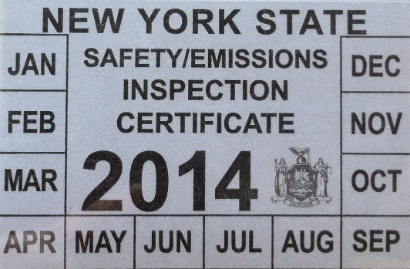 NEW YORK STATE
SAFETY/EMISSIONS
INSPECTION
CERTIFICATE
2014
JAN
FEB
MAR
APR
MAY
JUN
JUL
AUG
SEP
OCT
NOV
DEC